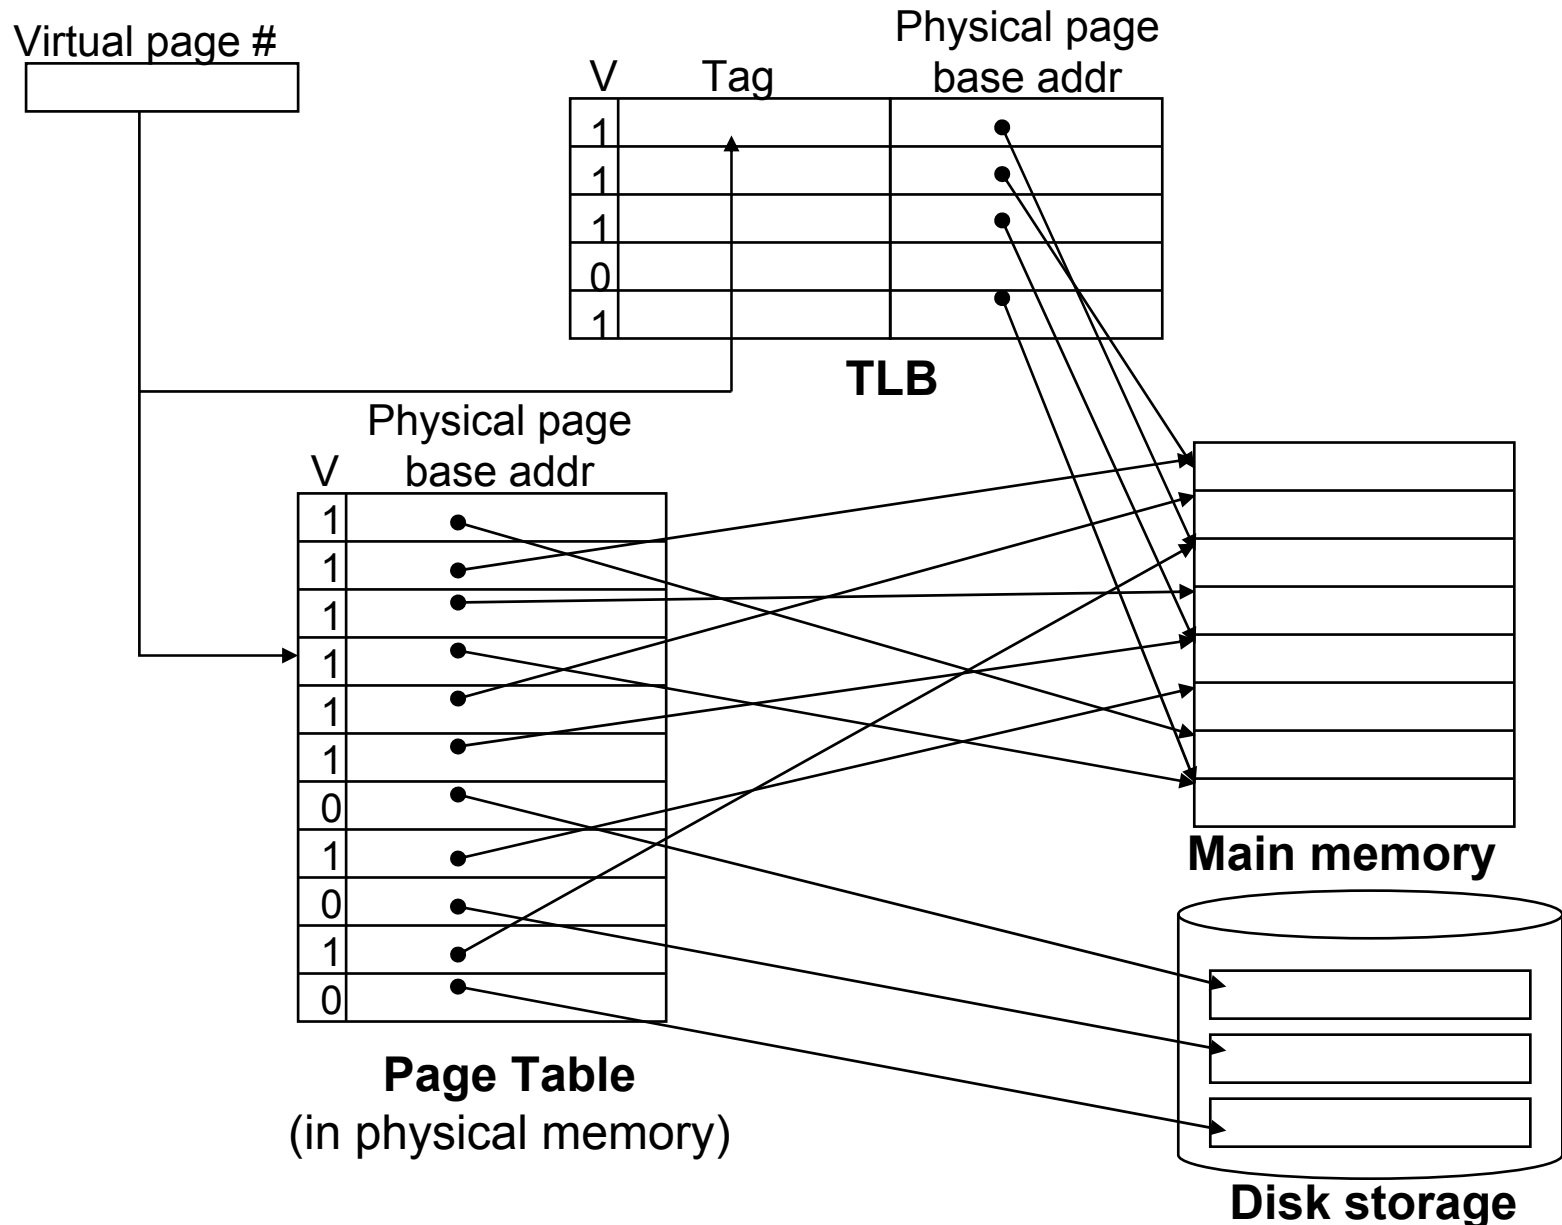 Virtual page #
Physical page
base addr
V Tag
1
1
1
0
1
TLB
Physical page
base addr
V
1
1
1
1
1
1
0
1
0
1
0
Page Table
(in physical memory)
Main memory
Disk storage